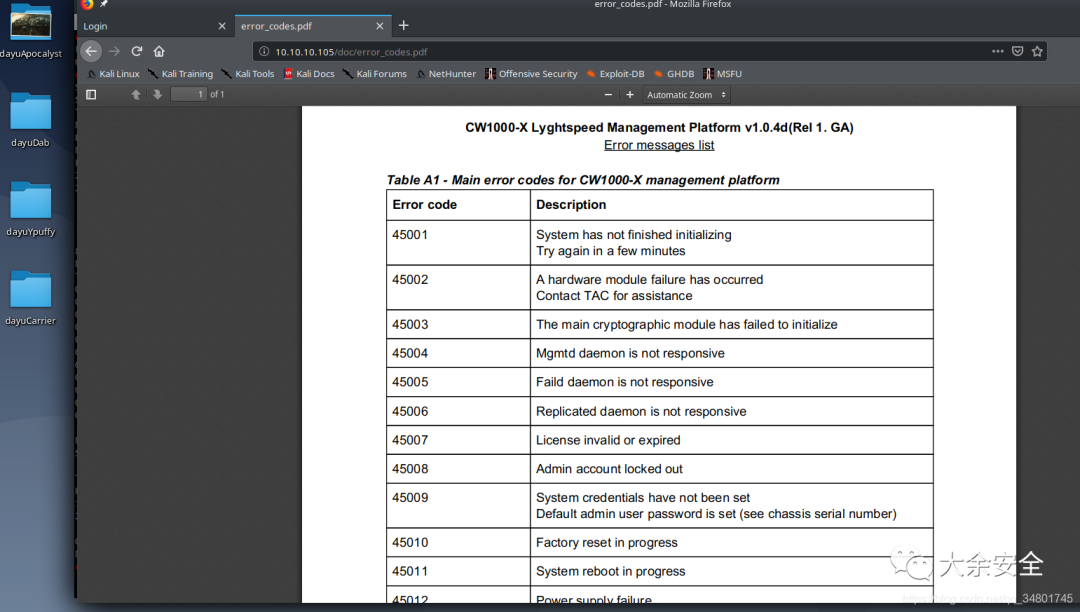 error_codes.pdf - Mozilla Firefox
dayuApocalyst
dayuDab
dayuYpuffy
dayuCarrier
Login
error_codes.pdf
10.10.10.105/doc/error_codes.pdf
Kali Linux Kali Training Kali Tools Kali Docs Kali Forums NetHunter Offensive Security Exploit-DB GHDB MSFU
1 of 1
Automatic Zoom
CW1000-X Lyghtspeed Management Platform v1.0.4d(Rel 1. GA)
Error messages list
Table A1 - Main error codes for CW1000-X management platform
Error code Description
45001 System has not finished initializing
Try again in a few minutes
45002 A hardware module failure has occurred
Contact TAC for assistance
45003 The main cryptographic module has failed to initialize
45004 Mgmtd daemon is not responsive
45005 Faild daemon is not responsive
45006 Replicated daemon is not responsive
45007 License invalid or expired
45008 Admin account locked out
45009 System credentials have not been set
Default admin user password is set (see chassis serial number)
45010 Factory reset in progress
45011 System reboot in progress
45012 Power supply failure
大余安全
34801745